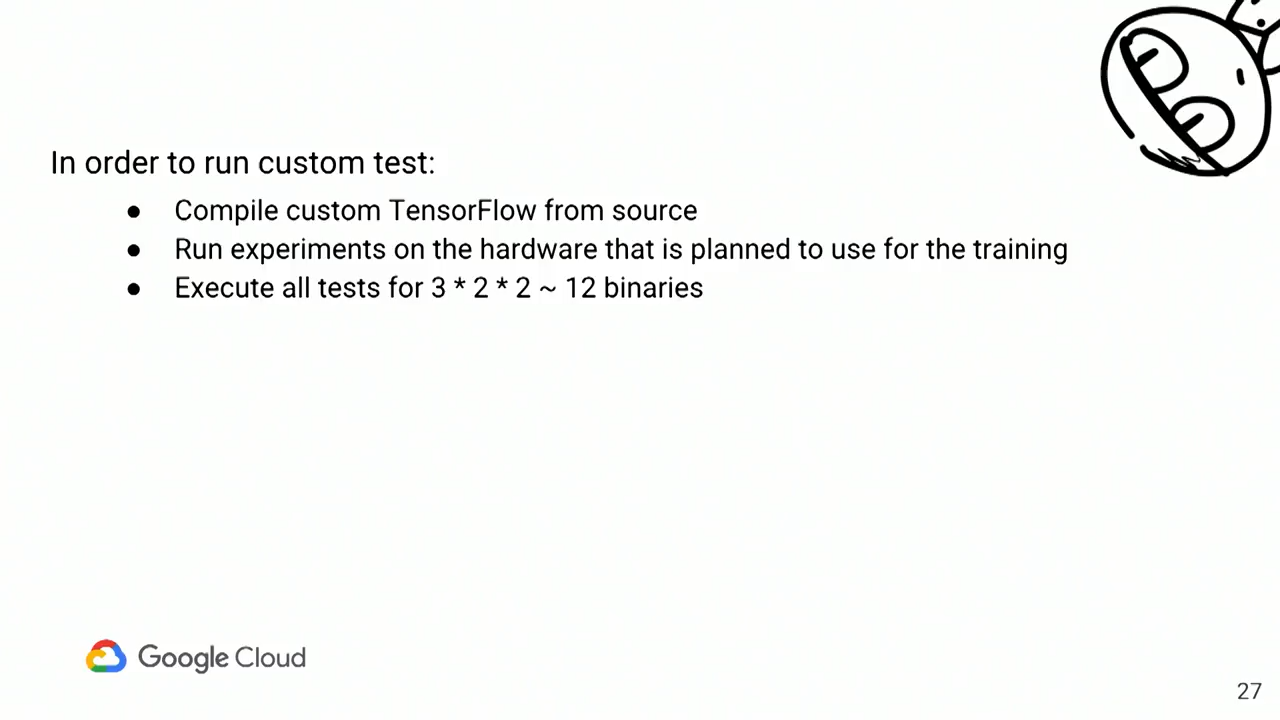 In order to run custom test:
● Compile custom TensorFlow from source
● Run experiments on the hardware that is planned to use for the training
● Execute all tests for 3 * 2 * 2 ~ 12 binaries
Google Cloud
27